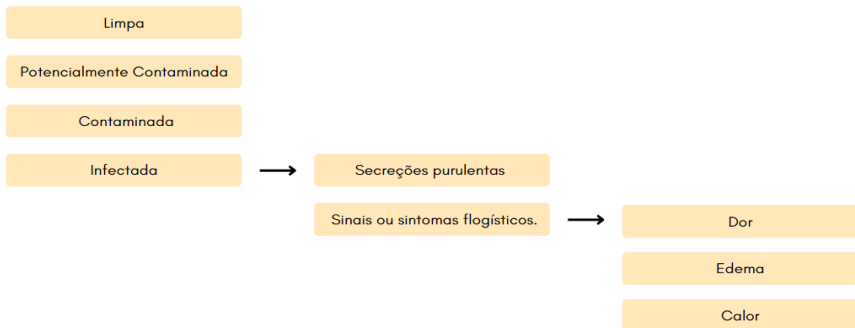 Limpa
Potencialmente Contaminada
Contaminada
Infectada
Secreções purulentas
Sinais ou sintomas flogísticos.
Dor
Edema
Calor